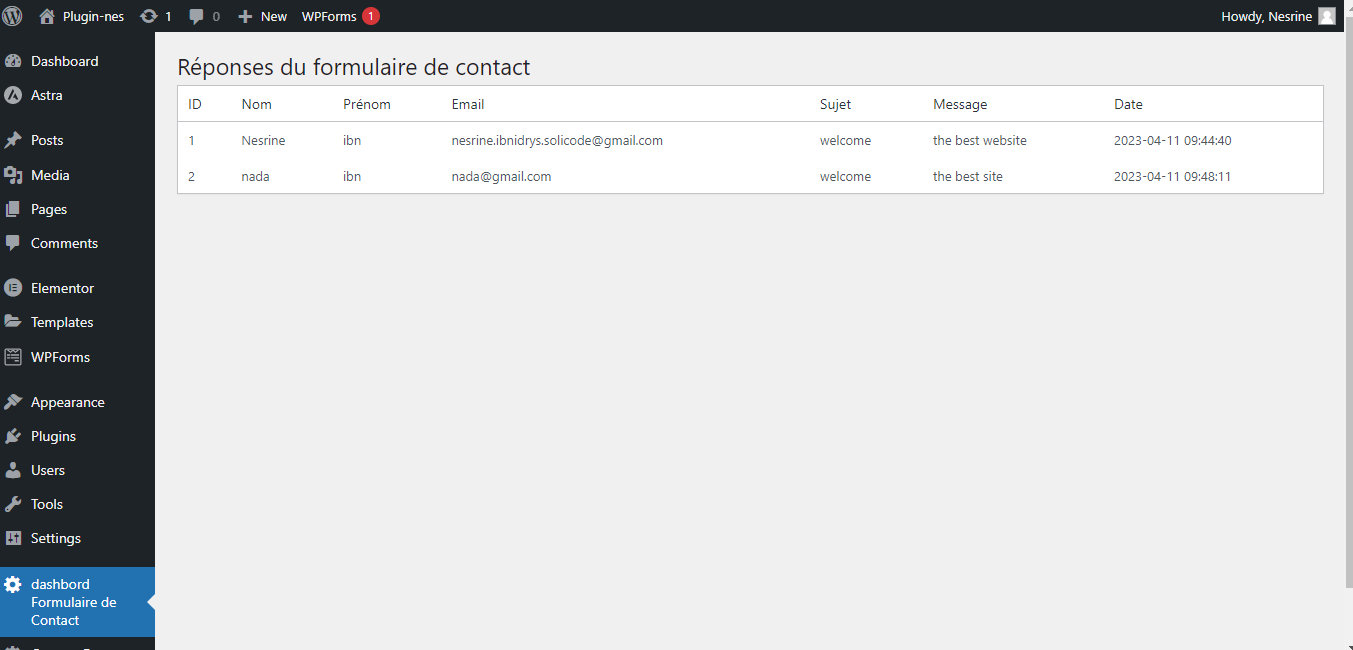 Plugin-nes 1 0 New WPForms 1 Howdy, Nesrine
Dashboard
Astra
Posts
Media
Pages
Comments
Elementor
Templates
WPForms
Appearance
Plugins
Users
Tools
Settings
dashbord
Formulaire de
Contact
Réponses du formulaire de contact
ID Nom Prénom Email Sujet Message Date
1 Nesrine ibn nesrine.ibnidrys.solicode@gmail.com welcome the best website 2023-04-11 09:44:40
2 nada ibn nada@gmail.com welcome the best site 2023-04-11 09:48:11